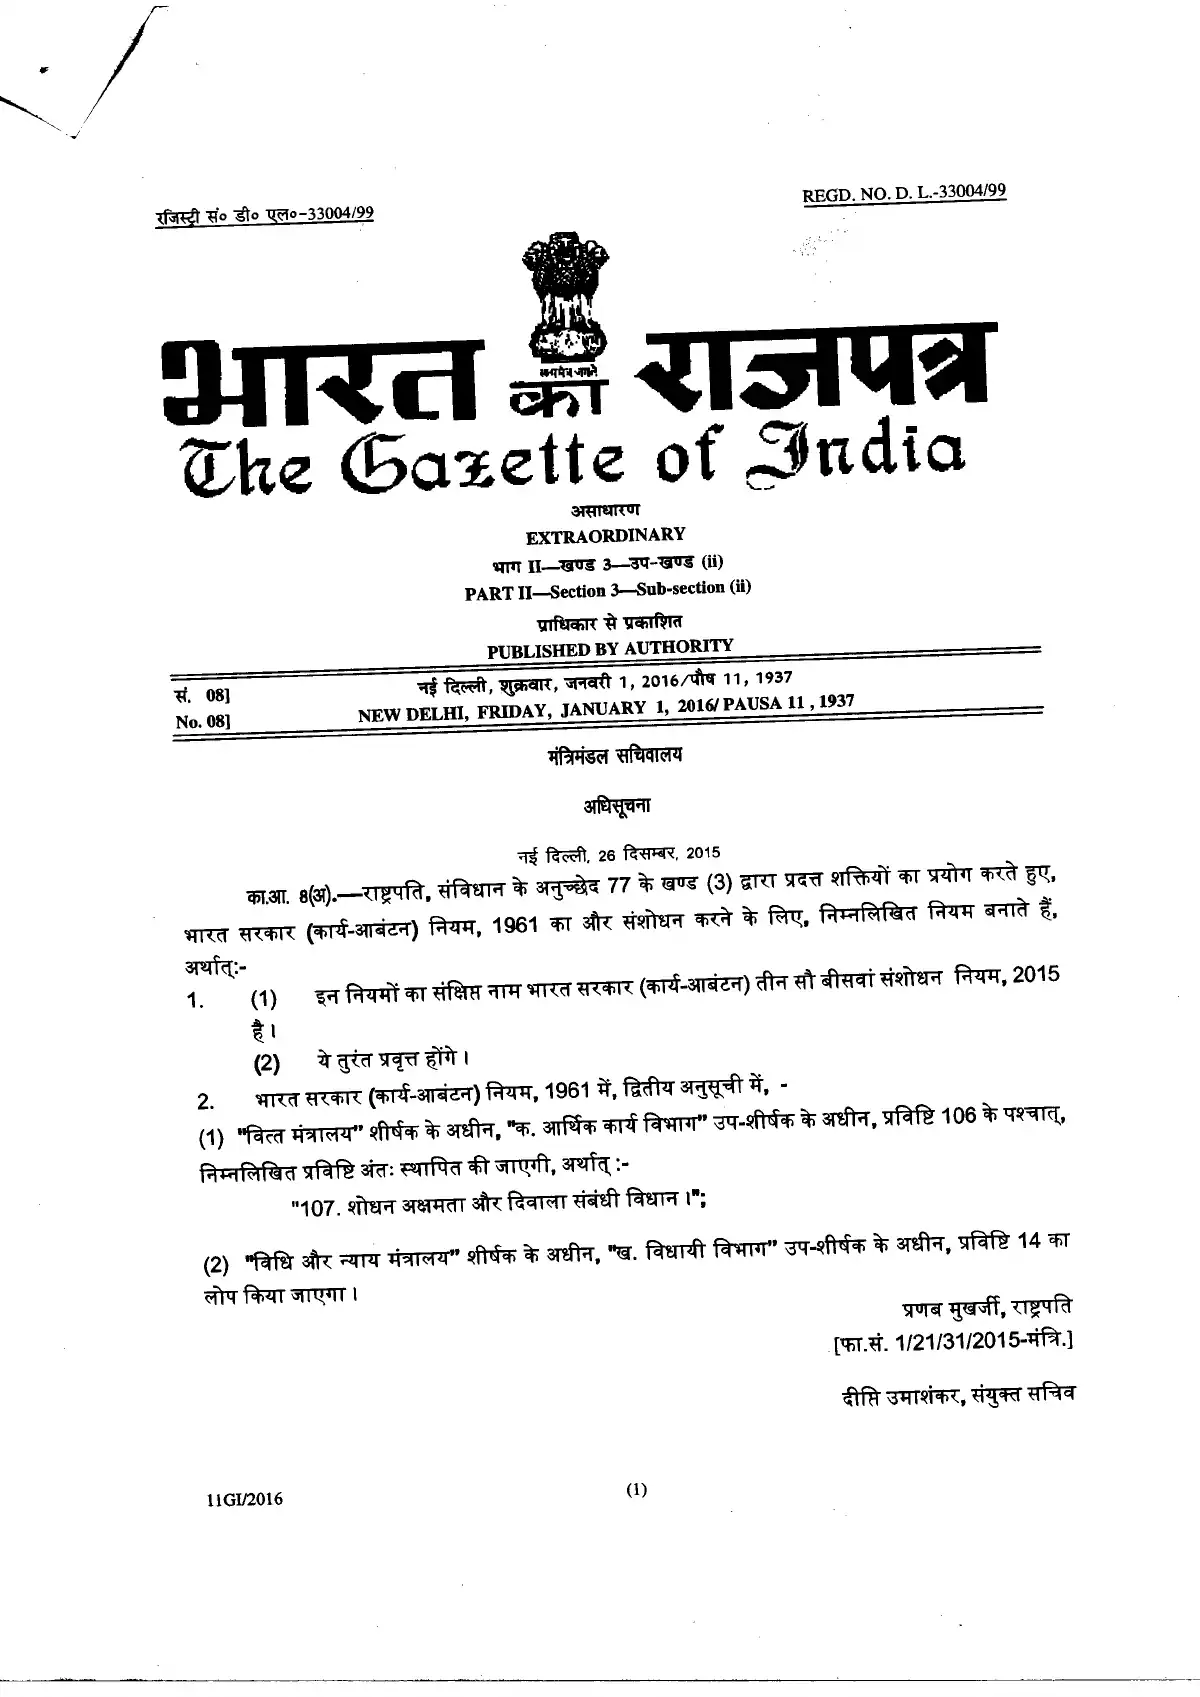 रजिस्ट्री सं० डी० एल०-33004/99
REGD. NO. D. L.-33004/99
सत्यमेव जयते
भारत का राजपत्र
The Gazette of India
असाधारण
EXTRAORDINARY
भाग II—खण्ड 3—उप-खण्ड (ii)
PART II—Section 3—Sub-section (ii)
प्राधिकार से प्रकाशित
PUBLISHED BY AUTHORITY
सं. 08]
नई दिल्ली, शुक्रवार, जनवरी 1, 2016/पौष 11, 1937
No. 08]
NEW DELHI, FRIDAY, JANUARY 1, 2016/ PAUSA 11 , 1937
मंत्रिमंडल सचिवालय
अधिसूचना
नई दिल्ली, 26 दिसम्बर, 2015
का.आ. 8(अ).—राष्ट्रपति, संविधान के अनुच्छेद 77 के खण्ड (3) द्वारा प्रदत्त शक्तियों का प्रयोग करते हुए,
भारत सरकार (कार्य-आबंटन) नियम, 1961 का और संशोधन करने के लिए, निम्नलिखित नियम बनाते हैं,
अर्थात्:-
1. (1) इन नियमों का संक्षिप्त नाम भारत सरकार (कार्य-आबंटन) तीन सौ बीसवां संशोधन नियम, 2015
है।
(2) ये तुरंत प्रवृत्त होंगे।
2. भारत सरकार (कार्य-आबंटन) नियम, 1961 में, द्वितीय अनुसूची में, -
(1) "वित्त मंत्रालय" शीर्षक के अधीन, "क. आर्थिक कार्य विभाग" उप-शीर्षक के अधीन, प्रविष्टि 106 के पश्चात्,
निम्नलिखित प्रविष्टि अंतः स्थापित की जाएगी, अर्थात् :-
"107. शोधन अक्षमता और दिवाला संबंधी विधान।";
(2) "विधि और न्याय मंत्रालय" शीर्षक के अधीन, "ख. विधायी विभाग" उप-शीर्षक के अधीन, प्रविष्टि 14 का
लोप किया जाएगा।
प्रणब मुखर्जी, राष्ट्रपति
[फा.सं. 1/21/31/2015-मंत्रि.]
दीप्ति उमाशंकर, संयुक्त सचिव
11GI/2016
(1)